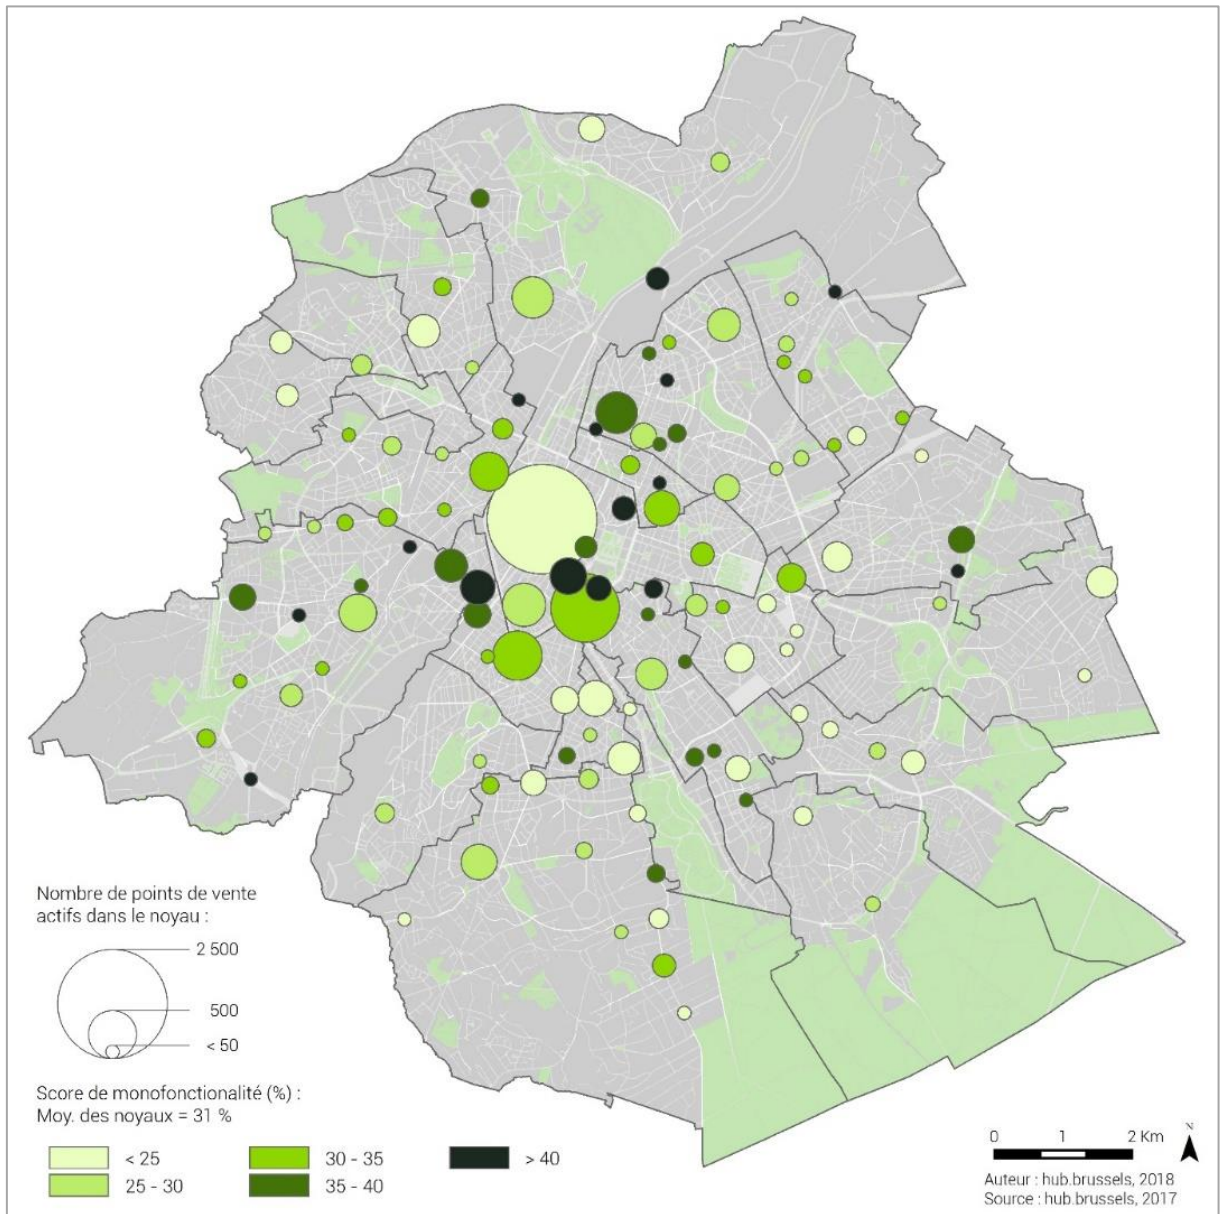 Nombre de points de vente
actifs dans le noyau :
2 500
500
< 50
Score de monofonctionalité (%) :
Moy. des noyaux = 31 %
< 25
30 - 35
> 40
25 - 30
35 - 40
0 1 2 Km
N
Auteur : hub.brussels, 2018
Source : hub.brussels, 2017